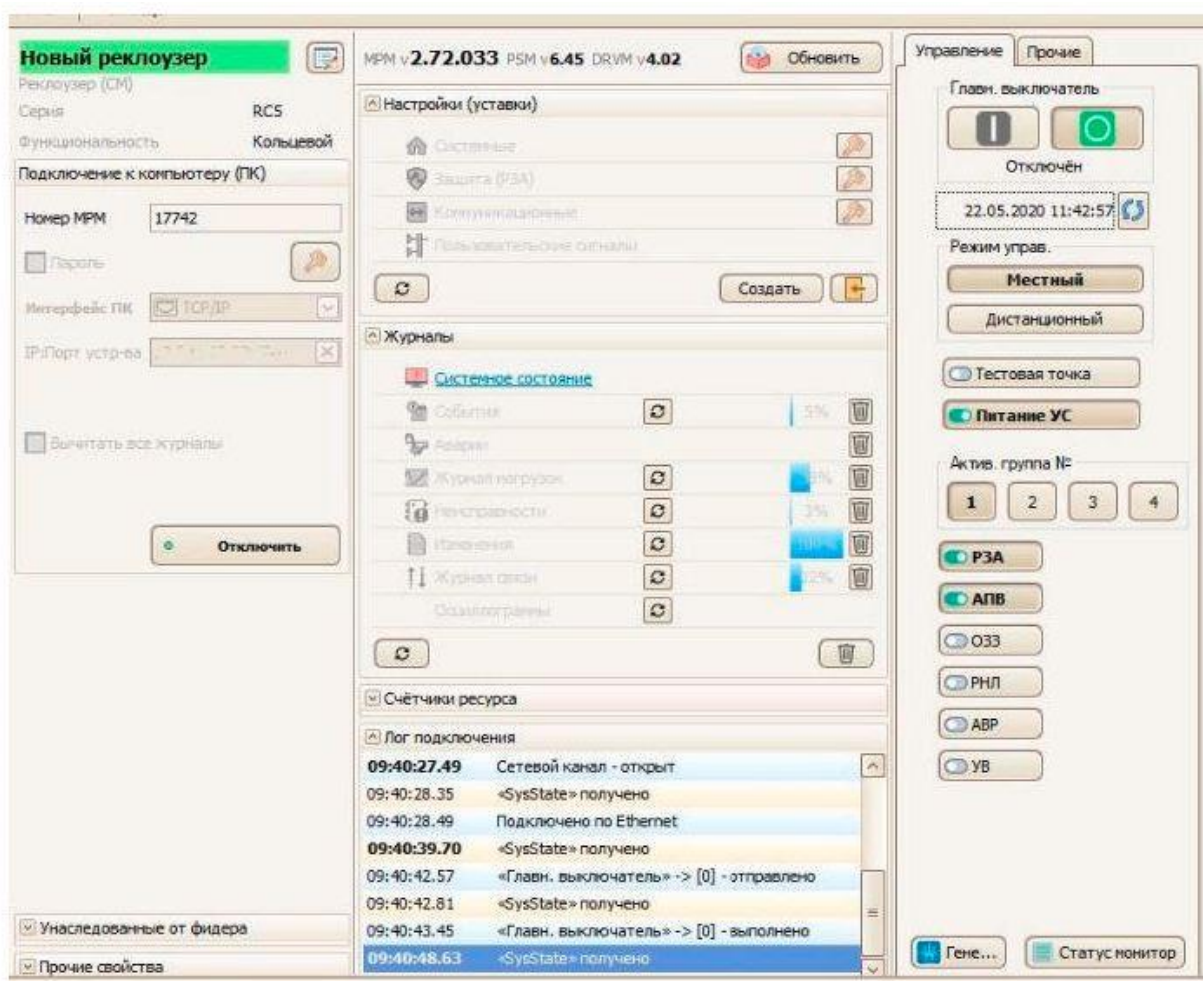 Новый реклоузер
Реклоузер (СМ)
Серия RC5
Функциональность Кольцевой
Подключение к компьютеру (ПК)
Номер МРМ 17742
Пароль
Интерфейс ПК TCP/IP
IP:Порт устр-ва
Вычитать все журналы
Отключить
Унаследованные от фидера
Прочие свойства
MPM v2.72.033 PSM v6.45 DRVM v4.02 Обновить
Настройки (уставки)
Системные
Защита (РЗА)
Коммуникационные
Пользовательские сигналы
Создать
Журналы
Системное состояние
События 5%
Аварии
Журнал нагрузок
Неисправности 3%
Изменения
Журнал связи
Осциллограммы
Счётчики ресурса
Лог подключения
09:40:27.49 Сетевой канал - открыт
09:40:28.35 «SysState» получено
09:40:28.49 Подключено по Ethernet
09:40:39.70 «SysState» получено
09:40:42.57 «Главн. выключатель» -> [0] - отправлено
09:40:42.81 «SysState» получено
09:40:43.45 «Главн. выключатель» -> [0] - выполнено
09:40:48.63 «SysState» получено
Управление Прочие
Главн. выключатель
Отключён
22.05.2020 11:42:57
Режим управ.
Местный
Дистанционный
Тестовая точка
Питание УС
Актив. группа №
1 2 3 4
РЗА
АПВ
ОЗЗ
РНЛ
АВР
УВ
Гене... Статус монитор